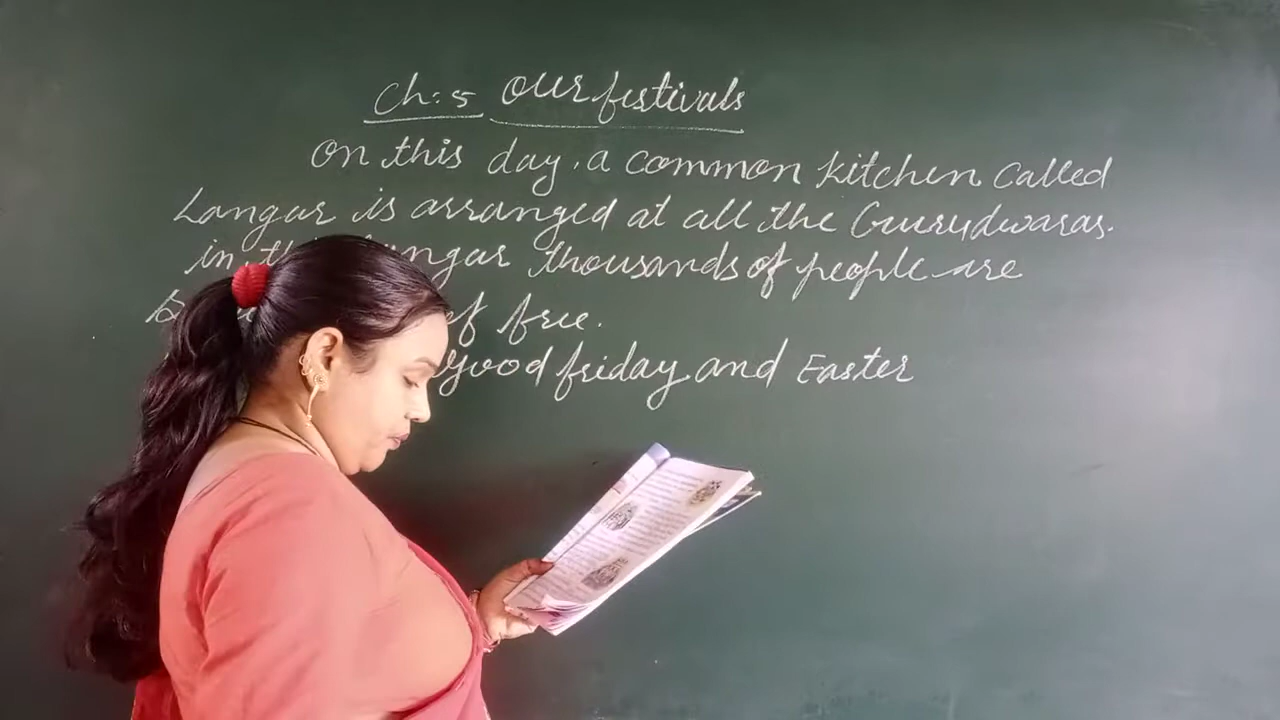 Ch: 5 Our festivals
On this day, a common kitchen called
Langar is arranged at all the Gurudwaras.
in langar thousands of people are
of free.
Good friday and Easter